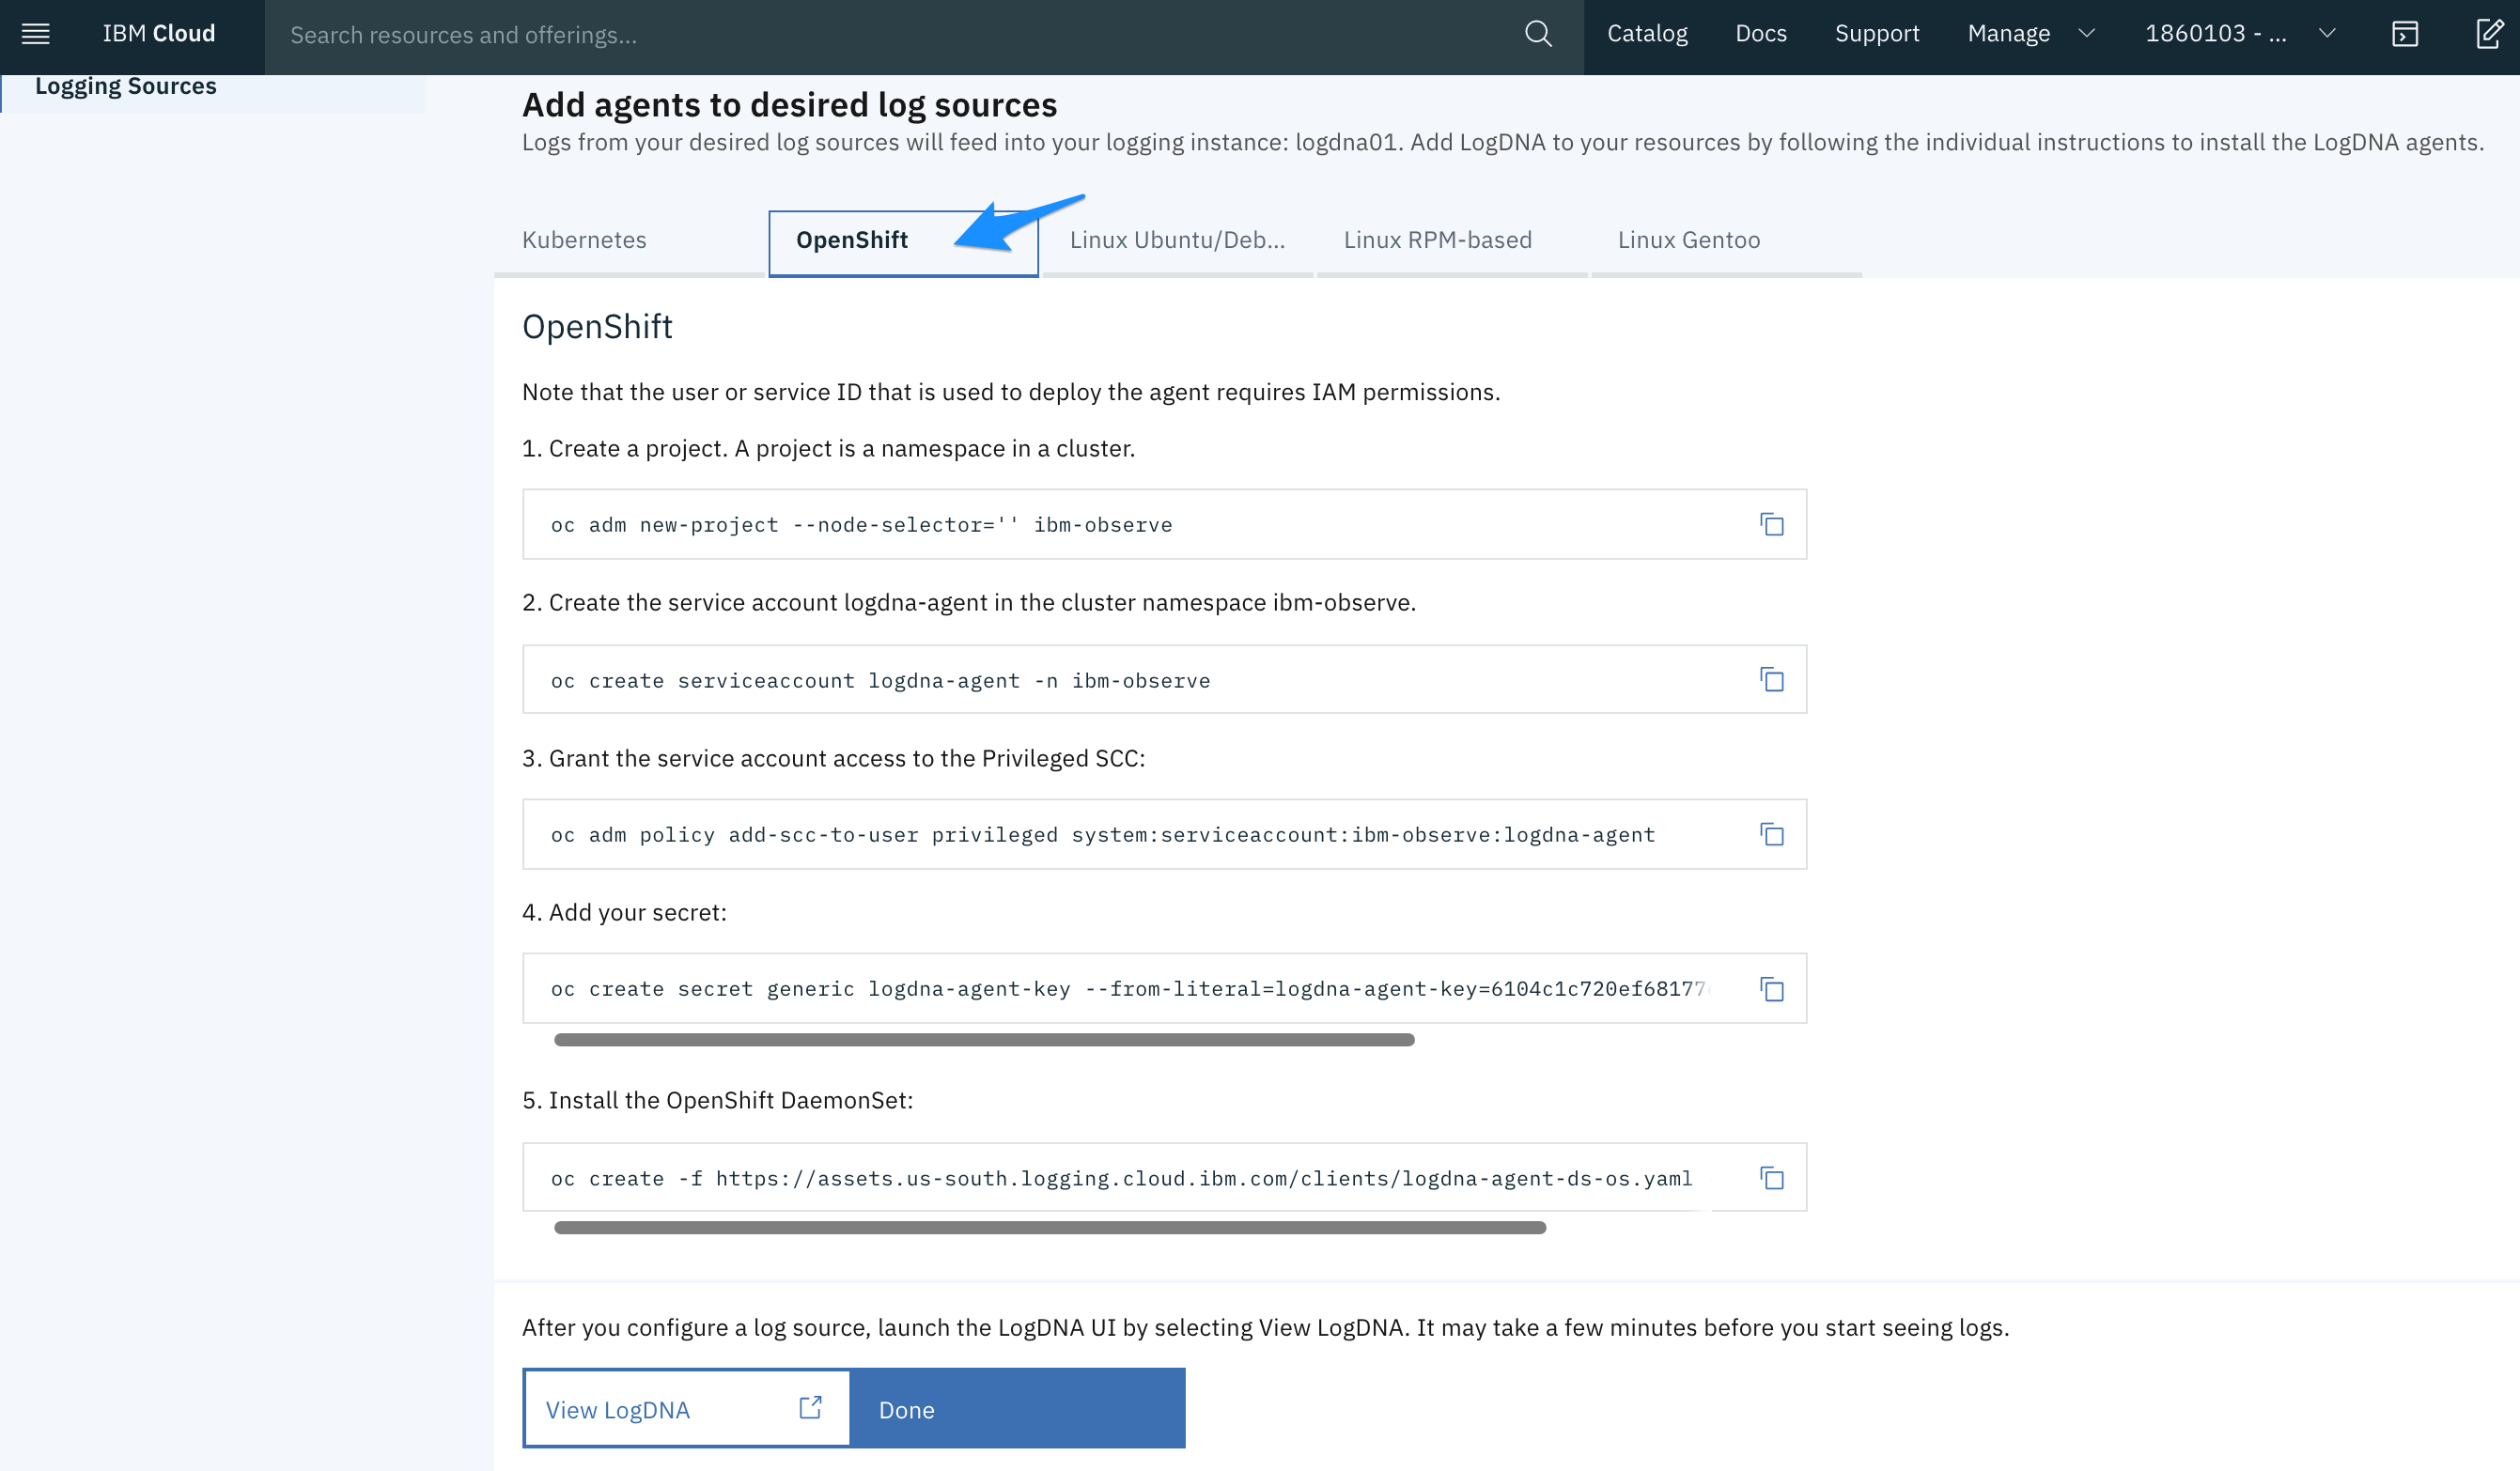 IBM Cloud
Search resources and offerings...
Catalog
Docs
Support
Manage
1860103 - ...
Logging Sources
Add agents to desired log sources
Logs from your desired log sources will feed into your logging instance: logdna01. Add LogDNA to your resources by following the individual instructions to install the LogDNA agents.
Kubernetes
OpenShift
Linux Ubuntu/Deb...
Linux RPM-based
Linux Gentoo
OpenShift
Note that the user or service ID that is used to deploy the agent requires IAM permissions.
1. Create a project. A project is a namespace in a cluster.
oc adm new-project --node-selector='' ibm-observe
2. Create the service account logdna-agent in the cluster namespace ibm-observe.
oc create serviceaccount logdna-agent -n ibm-observe
3. Grant the service account access to the Privileged SCC:
oc adm policy add-scc-to-user privileged system:serviceaccount:ibm-observe:logdna-agent
4. Add your secret:
oc create secret generic logdna-agent-key --from-literal=logdna-agent-key=6104c1c720ef68177
5. Install the OpenShift DaemonSet:
oc create -f https://assets.us-south.logging.cloud.ibm.com/clients/logdna-agent-ds-os.yaml
After you configure a log source, launch the LogDNA UI by selecting View LogDNA. It may take a few minutes before you start seeing logs.
View LogDNA
Done